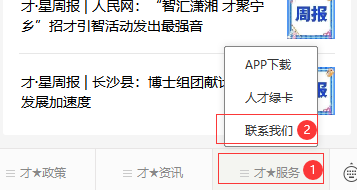 才·星周报 | 人民网：“智汇潇湘 才聚宁
乡”招才引智活动发出最强音
周报
才·星周报 | 长沙县：博士组团献
发展加速度
周报
APP下载
人才绿卡
联系我们
2
才★政策
才★资讯
才★服务
1